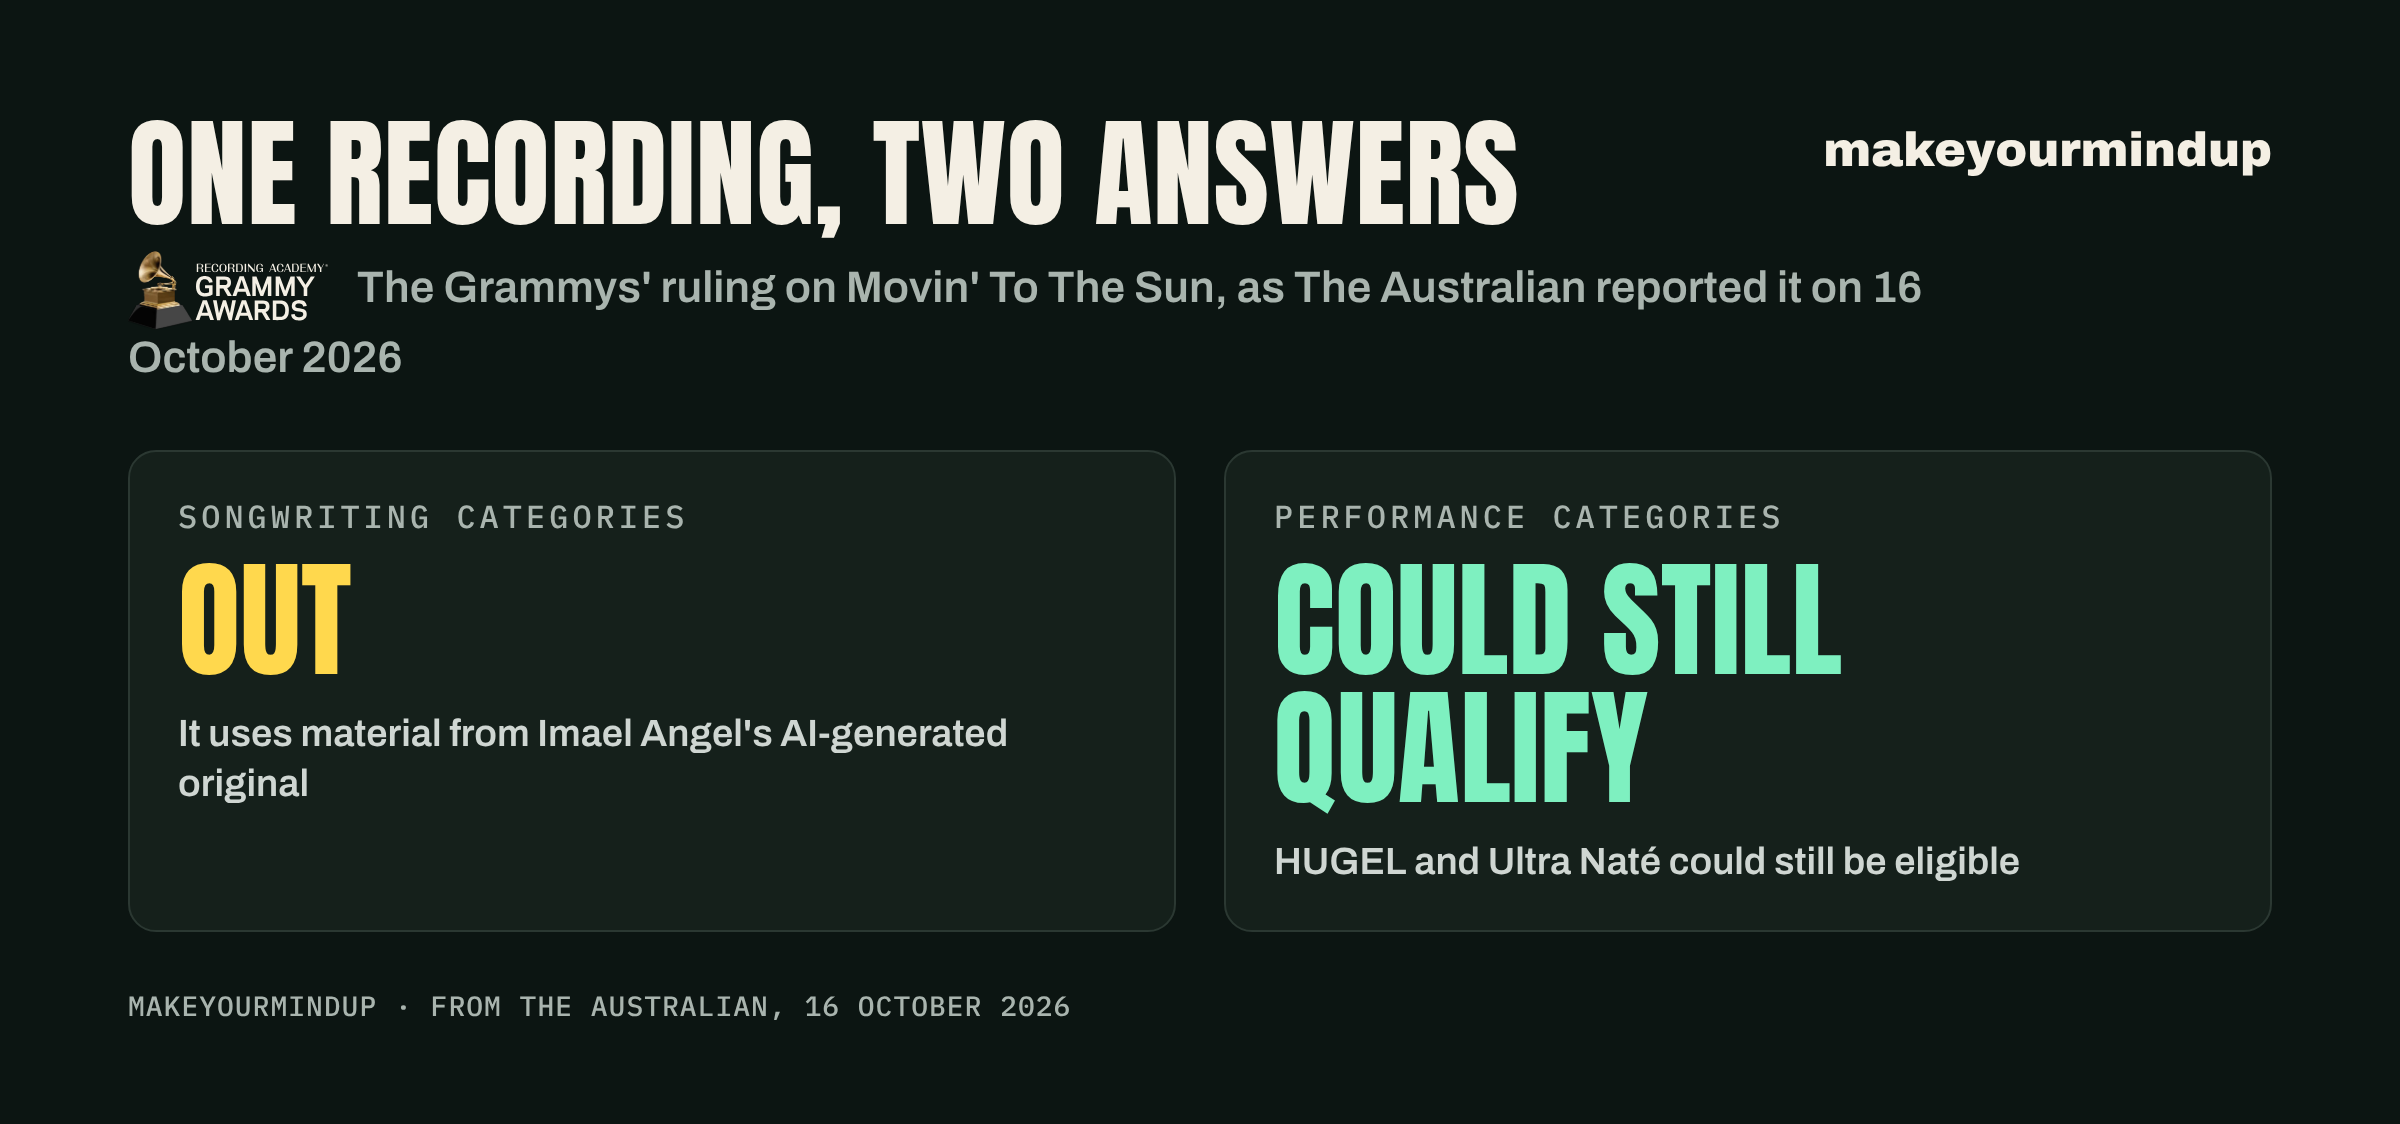 ONE RECORDING, TWO ANSWERS
makeyourmindup
RECORDING ACADEMY
GRAMMY
AWARDS
The Grammys' ruling on Movin' To The Sun, as The Australian reported it on 16
October 2026
SONGWRITING CATEGORIES
OUT
It uses material from Imael Angel's AI-generated
original
PERFORMANCE CATEGORIES
COULD STILL
QUALIFY
HUGEL and Ultra Naté could still be eligible
MAKEYOURMINDUP · FROM THE AUSTRALIAN, 16 OCTOBER 2026